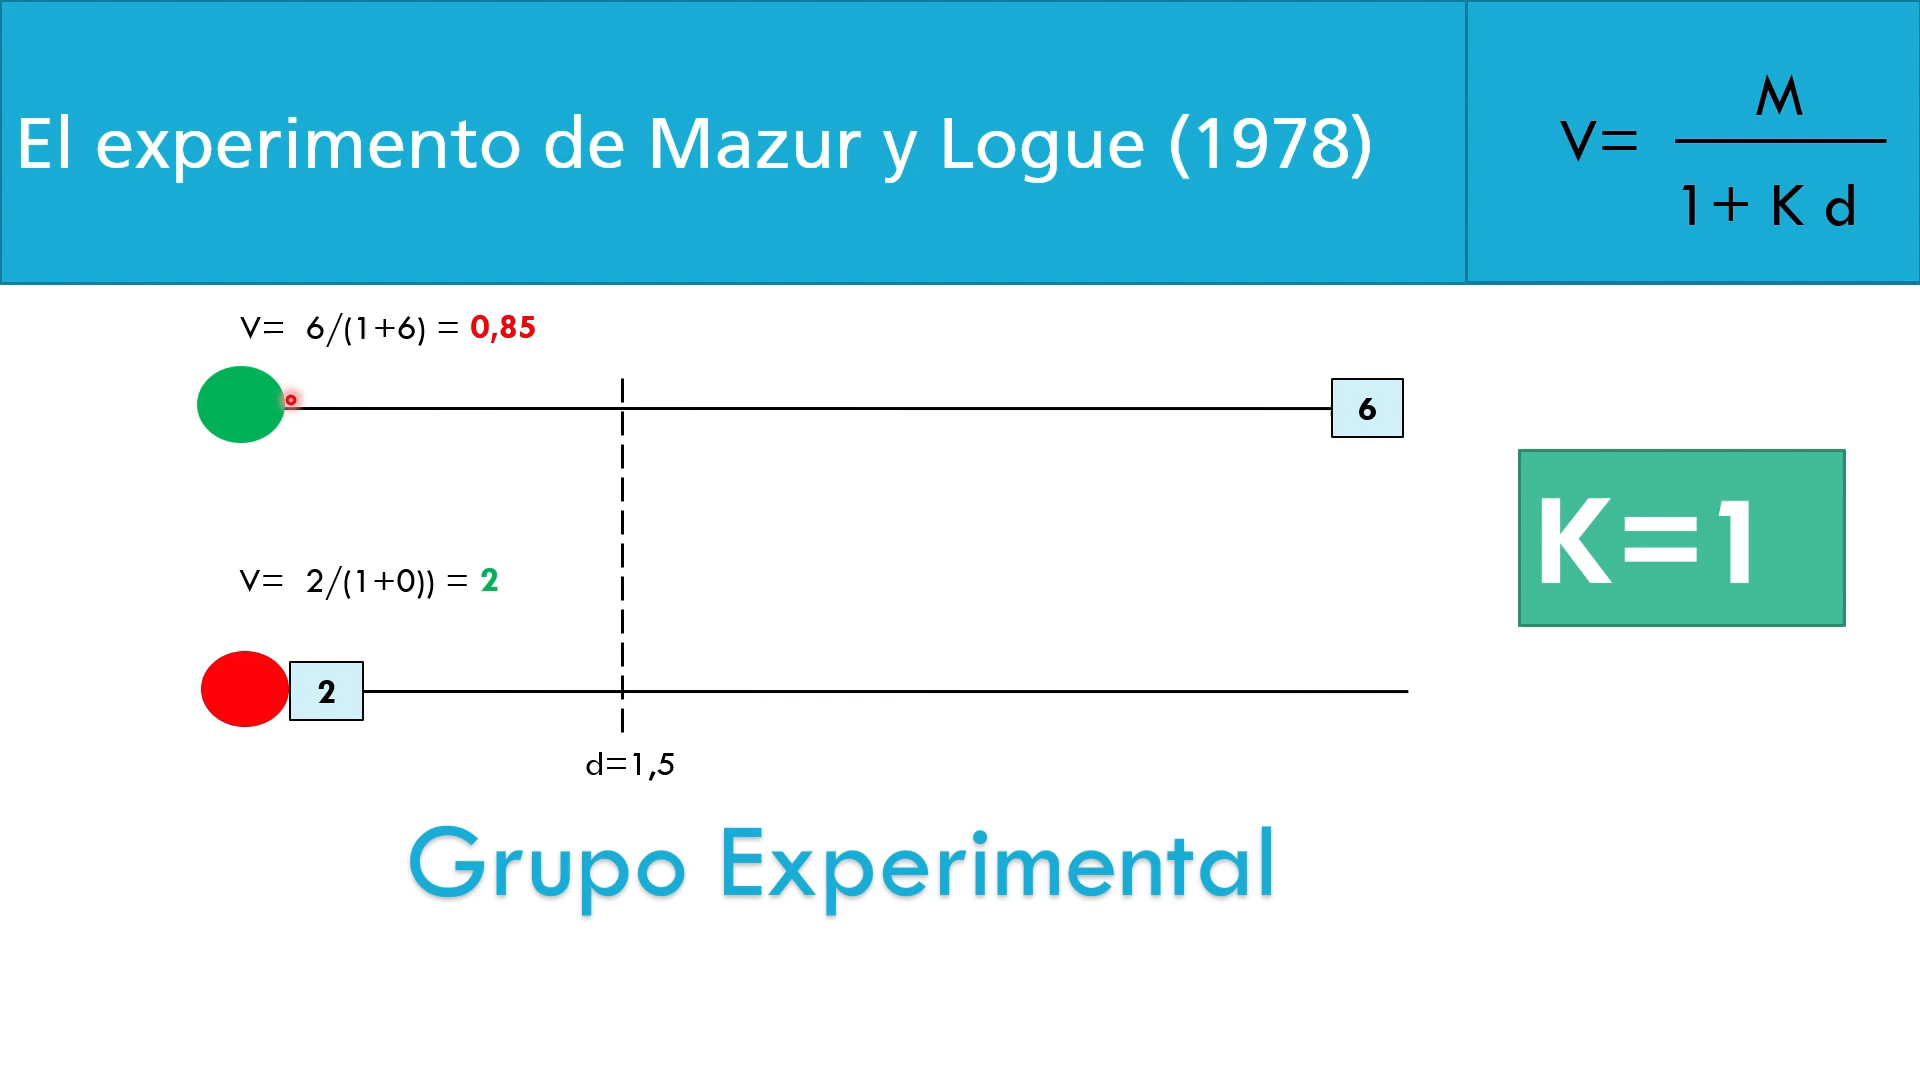 El experimento de Mazur y Logue (1978)
V= M
1+ K d
V= 6/(1+6) = 0,85
6
K=1
V= 2/(1+0)) = 2
2
d=1,5
Grupo Experimental